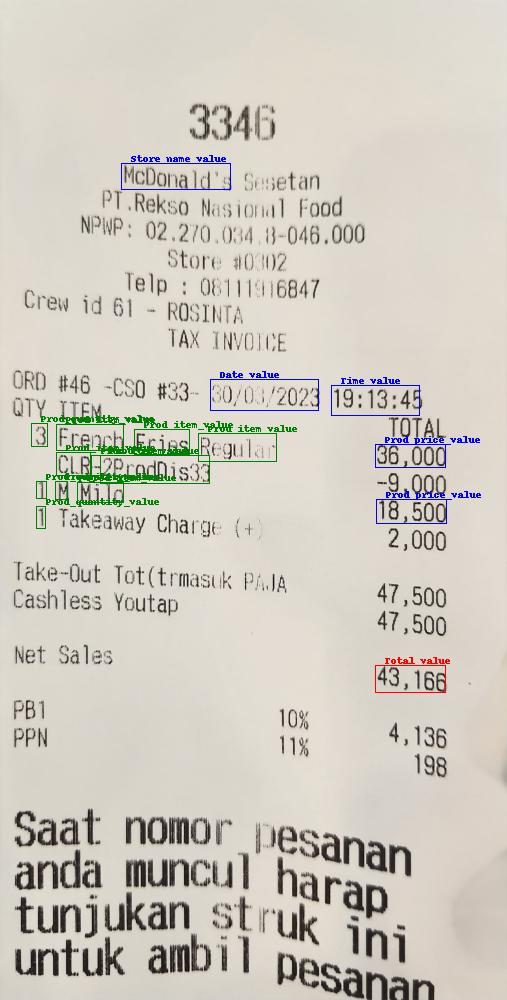 3346
Store name value
McDonald's Sesetan
PT.Rekso Nasional Food
NPWP: 02.270.034.8-046.000
Store #0302
Telp : 08111916847
Crew id 61 - ROSINTA
TAX INVOICE
Date value
Time value
ORD #46 -CSO #33- 30/03/2023 19:13:45
QTY ITEM TOTAL
Prod item value
Prod item value
Prod price value
3 French Fries Regular 36,000
CLR-2ProdDis33 -9,000
Prod price value
1 M Mild 18,500
Prod quantity value
1 Takeaway Charge (+) 2,000
Take-Out Tot(trmasuk PAJA 47,500
Cashless Youtap 47,500
Total value
Net Sales 43,166
PB1 10% 4,136
PPN 11% 198
Saat nomor pesanan
anda muncul harap
tunjukan struk ini
untuk ambil pesanan